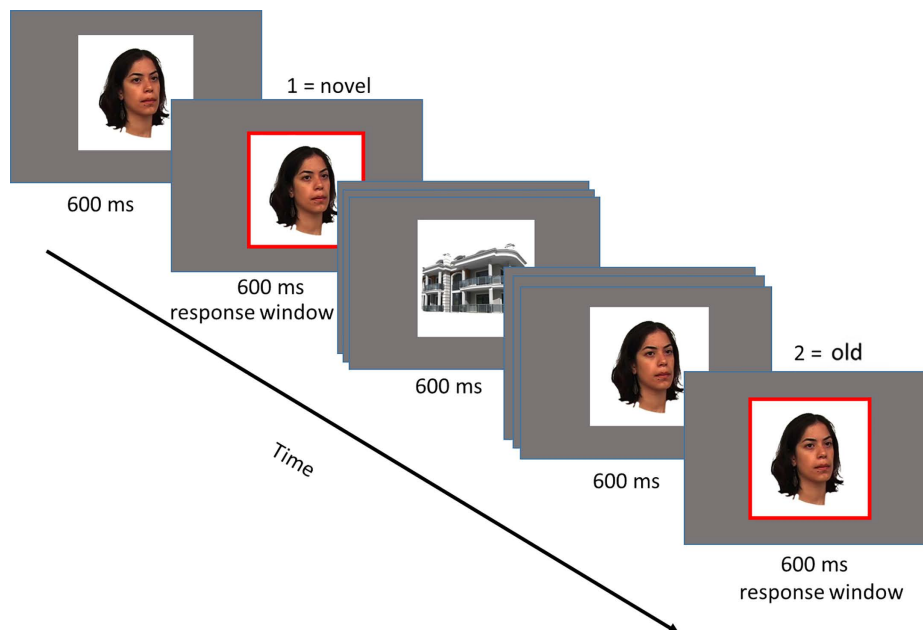 1 = novel
600 ms
600 ms
response window
600 ms
2 = old
Time
600 ms
600 ms
response window